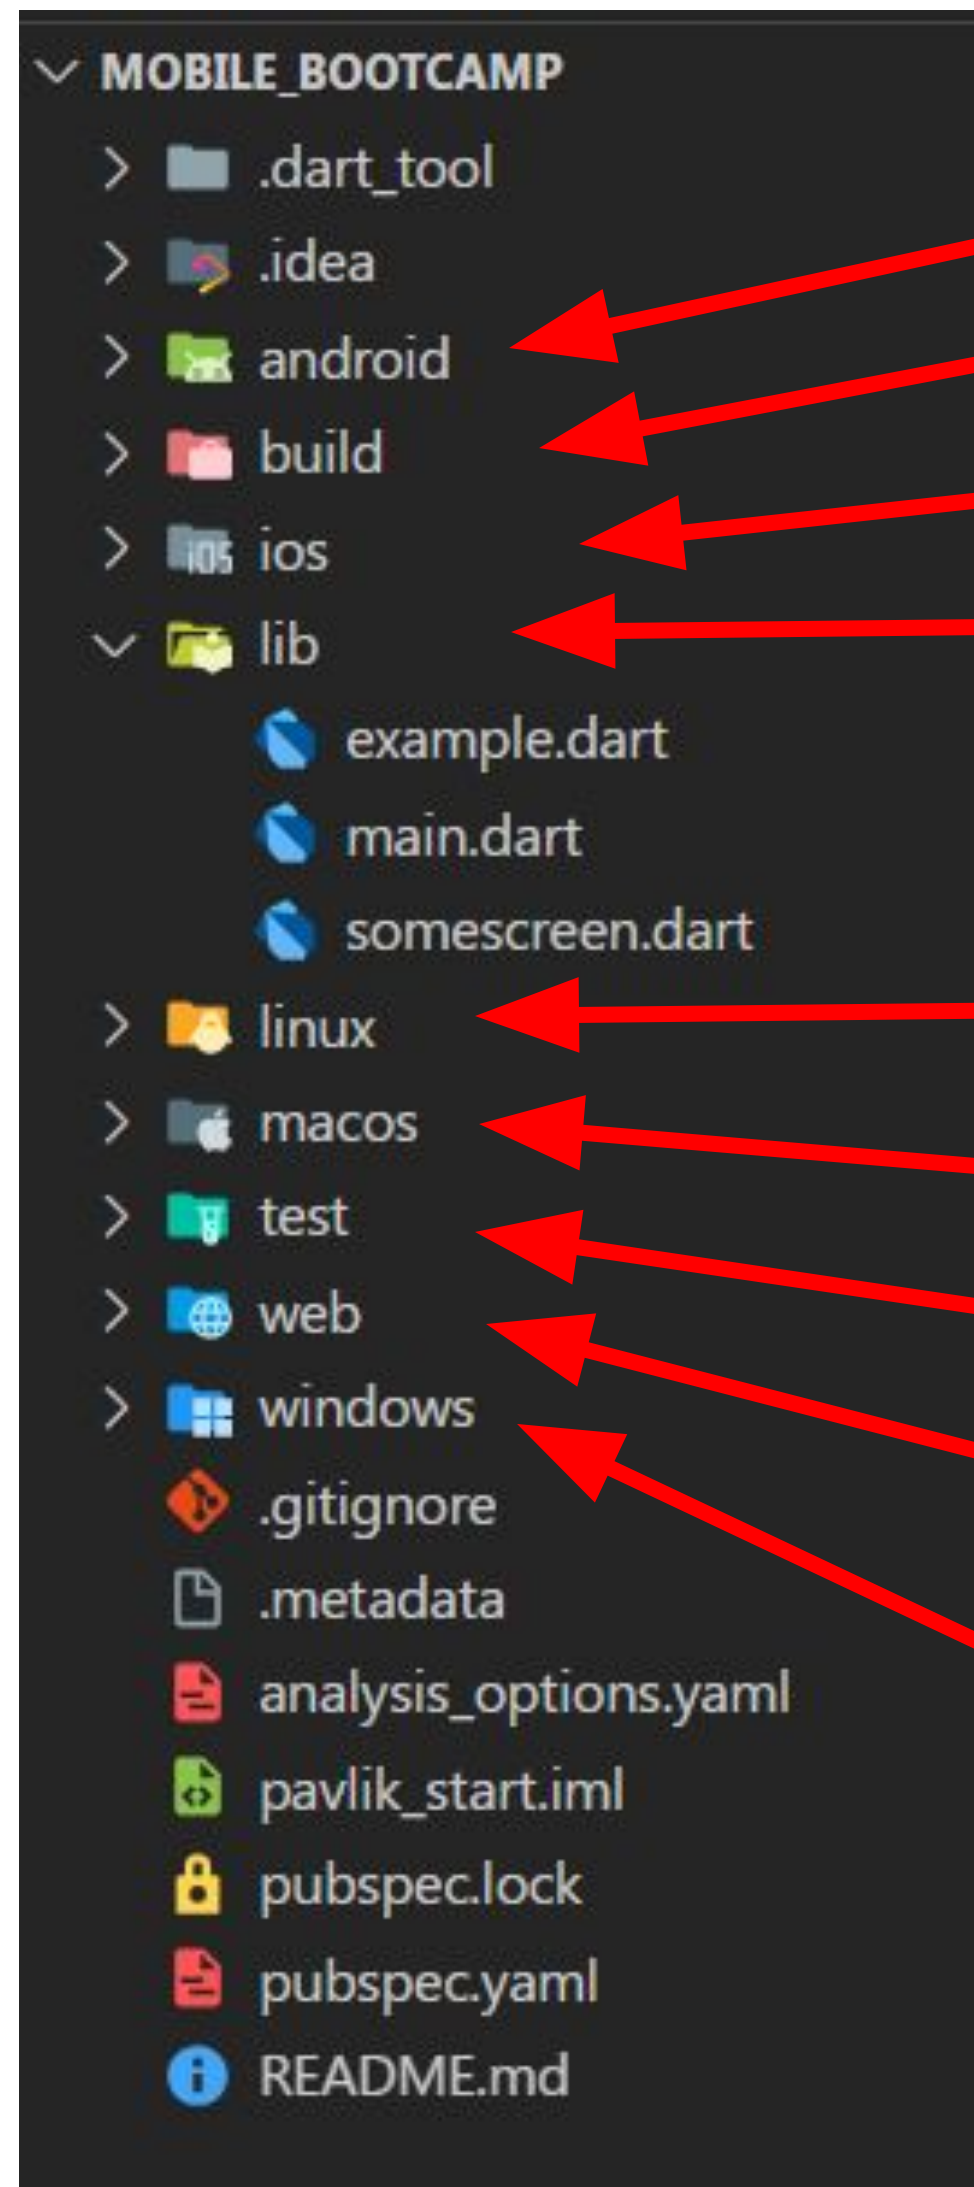 MOBILE_BOOTCAMP
.dart_tool
.idea
android
build
iOS ios
lib
example.dart
main.dart
somescreen.dart
linux
macos
test
web
windows
.gitignore
.metadata
analysis_options.yaml
pavlik_start.iml
pubspec.lock
pubspec.yaml
README.md